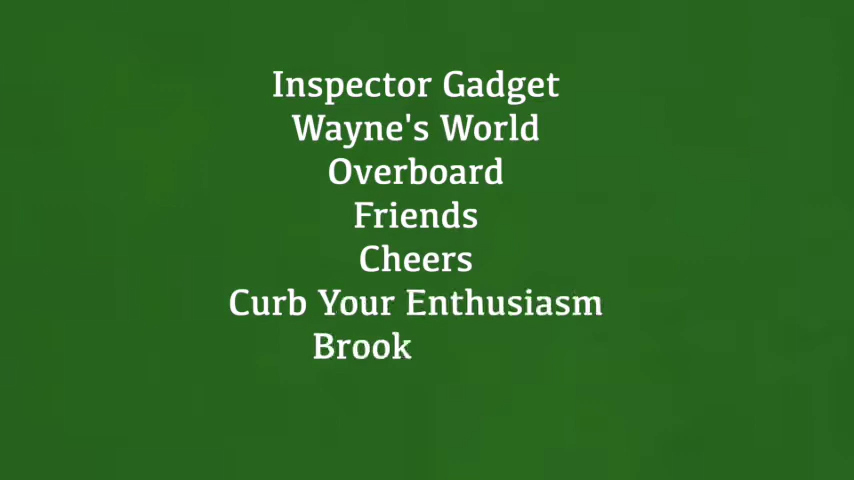 Inspector Gadget
Wayne's World
Overboard
Friends
Cheers
Curb Your Enthusiasm
Brook